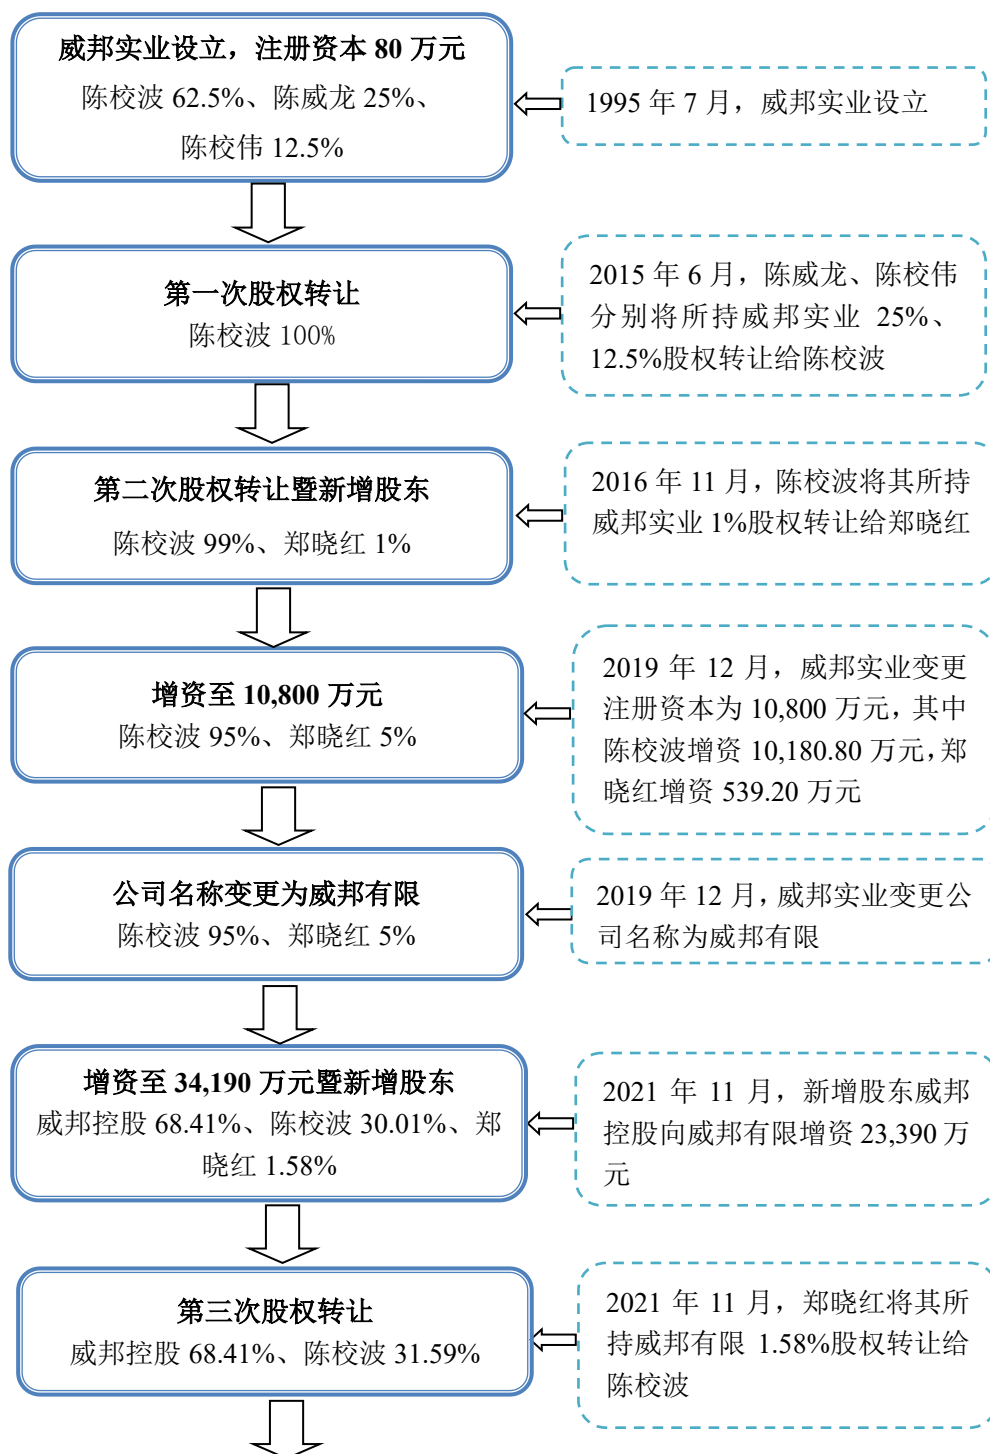 威邦实业设立，注册资本 80 万元
陈校波 62.5%、陈威龙 25%、
陈校伟 12.5%
1995 年 7 月，威邦实业设立
第一次股权转让
陈校波 100%
2015 年 6 月，陈威龙、陈校伟
分别将所持威邦实业 25%、
12.5%股权转让给陈校波
第二次股权转让暨新增股东
陈校波 99%、郑晓红 1%
2016 年 11 月，陈校波将其所持
威邦实业 1%股权转让给郑晓红
增资至 10,800 万元
陈校波 95%、郑晓红 5%
2019 年 12 月，威邦实业变更
注册资本为 10,800 万元，其中
陈校波增资 10,180.80 万元，郑
晓红增资 539.20 万元
公司名称变更为威邦有限
陈校波 95%、郑晓红 5%
2019 年 12 月，威邦实业变更公
司名称为威邦有限
增资至 34,190 万元暨新增股东
威邦控股 68.41%、陈校波 30.01%、郑
晓红 1.58%
2021 年 11 月，新增股东威邦
控股向威邦有限增资 23,390 万
元
第三次股权转让
威邦控股 68.41%、陈校波 31.59%
2021 年 11 月，郑晓红将其所
持威邦有限 1.58%股权转让给
陈校波